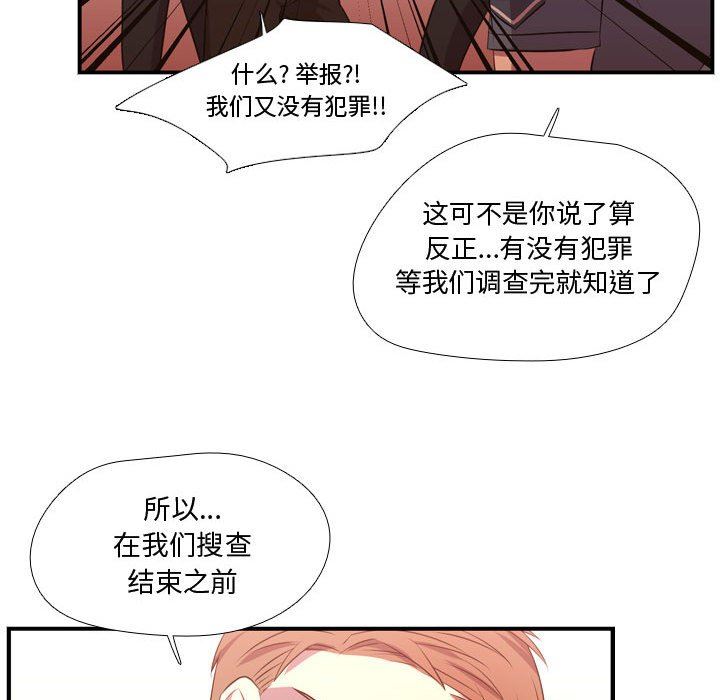 什么? 举报?!
我们又没有犯罪!!
这可不是你说了算
反正...有没有犯罪
等我们调查完就知道了
所以...
在我们搜查
结束之前